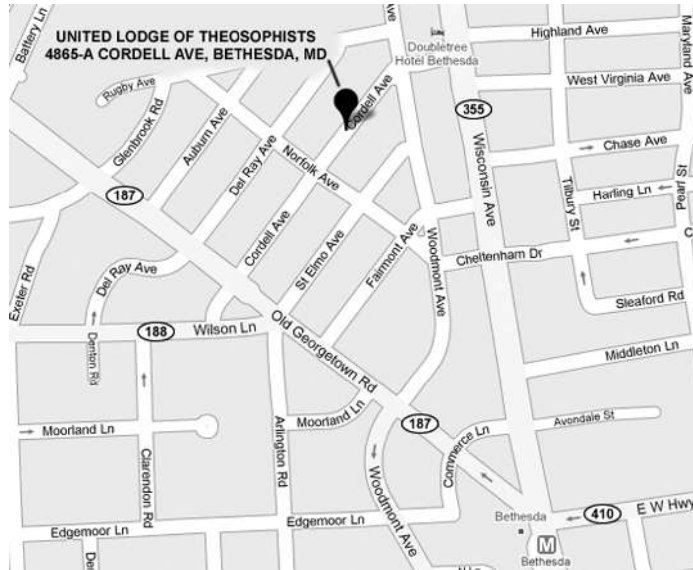 Battery Ln
UNITED LODGE OF THEOSOPHISTS
4865-A CORDELL AVE, BETHESDA, MD
Highland Ave
Maryland Ave
Doubletree
Hotel Bethesda
Rugby Ave
West Virginia Ave
355
Cordell Ave
Glenbrook Rd
Auburn Ave
Del Ray Ave
Norfolk Ave
Wisconsin Ave
Chase Ave
Tilbury St
Harling Ln
Pearl St
187
Exeter Rd
Del Ray Ave
Cordell Ave
St Elmo Ave
Fairmont Ave
Woodmont Ave
Cheltenham Dr
C
Sleaford Rd
188
Wilson Ln
Old Georgetown Rd
Denton Rd
Middleton Ln
Moorland Ln
Moorland Ln
187
Avondale St
Commerce Ln
Clarendon Rd
Arlington Rd
Woodmont Ave
Edgemoor Ln
Edgemoor Ln
Bethesda
410
E W Hwy
M
Bethesda
De